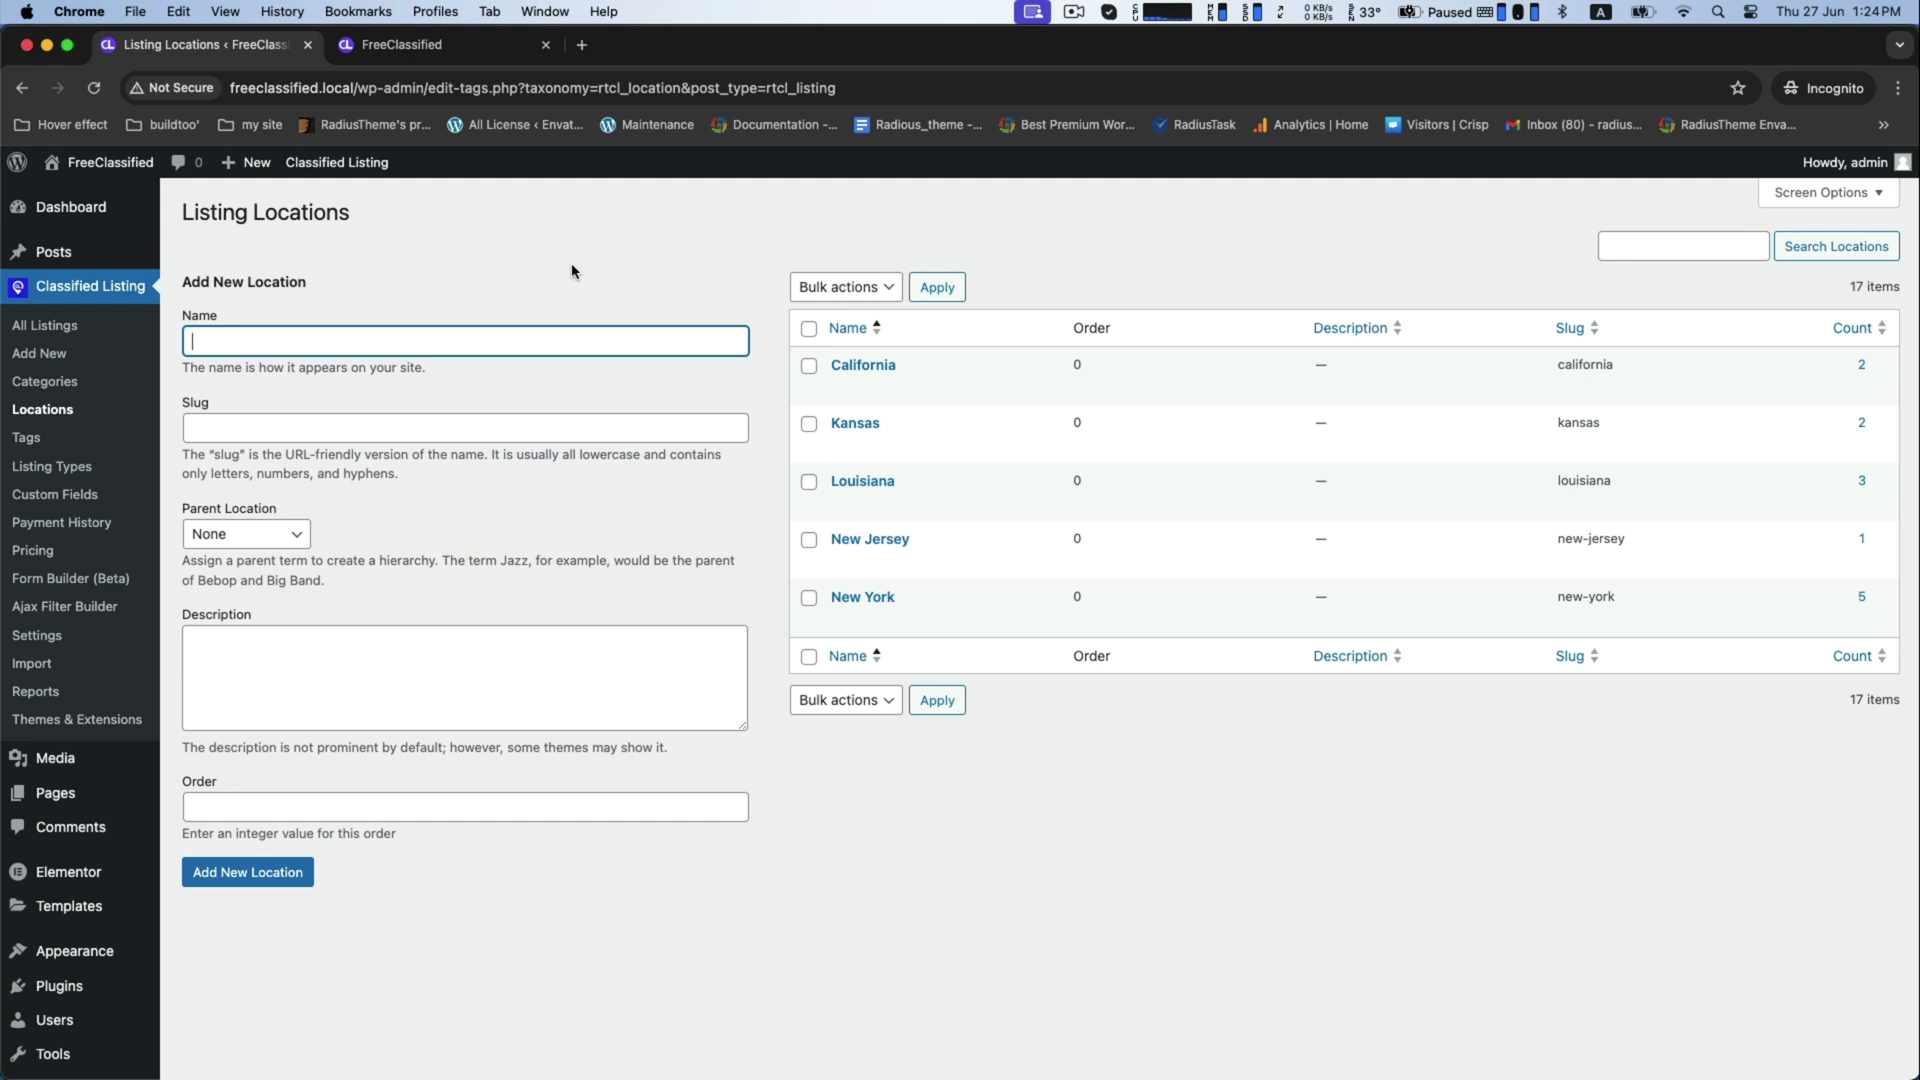 Chrome File Edit View History Bookmarks Profiles Tab Window Help 0 KB/s 0 KB/s 33° Paused A Thu 27 Jun 1:24 PM
CL Listing Locations ‹ FreeClassi CL FreeClassified
Not Secure freeclassified.local/wp-admin/edit-tags.php?taxonomy=rtcl_location&post_type=rtcl_listing Incognito
Hover effect buildtoo' my site RadiusTheme's pr... All License ‹ Envat... Maintenance Documentation -... Radious_theme -... Best Premium Wor... RadiusTask Analytics | Home Visitors | Crisp Inbox (80) - radius... RadiusTheme Enva... »
FreeClassified 0 + New Classified Listing Howdy, admin
Dashboard
Posts
Classified Listing
All Listings
Add New
Categories
Locations
Tags
Listing Types
Custom Fields
Payment History
Pricing
Form Builder (Beta)
Ajax Filter Builder
Settings
Import
Reports
Themes & Extensions
Media
Pages
Comments
Elementor
Templates
Appearance
Plugins
Users
Tools
Screen Options
Listing Locations
Search Locations
Add New Location
Name
The name is how it appears on your site.
Slug
The “slug” is the URL-friendly version of the name. It is usually all lowercase and contains
only letters, numbers, and hyphens.
Parent Location
None
Assign a parent term to create a hierarchy. The term Jazz, for example, would be the parent
of Bebop and Big Band.
Description
The description is not prominent by default; however, some themes may show it.
Order
Enter an integer value for this order
Add New Location
Bulk actions Apply 17 items
Name Order Description Slug Count
California 0 — california 2
Kansas 0 — kansas 2
Louisiana 0 — louisiana 3
New Jersey 0 — new-jersey 1
New York 0 — new-york 5
Name Order Description Slug Count
Bulk actions Apply 17 items